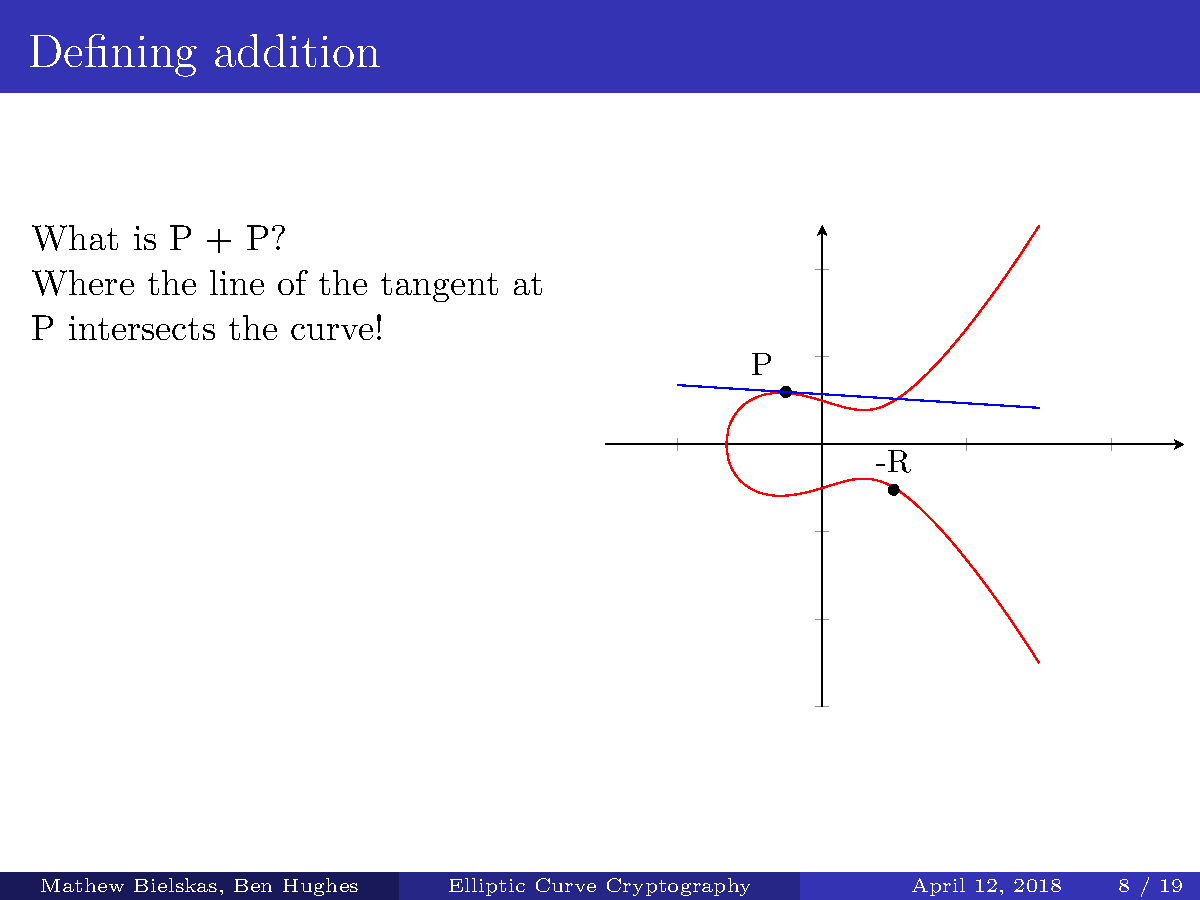 Defining addition
What is P + P?
Where the line of the tangent at
P intersects the curve!
P
-R
Mathew Bielskas, Ben Hughes
Elliptic Curve Cryptography
April 12, 2018
8 / 19